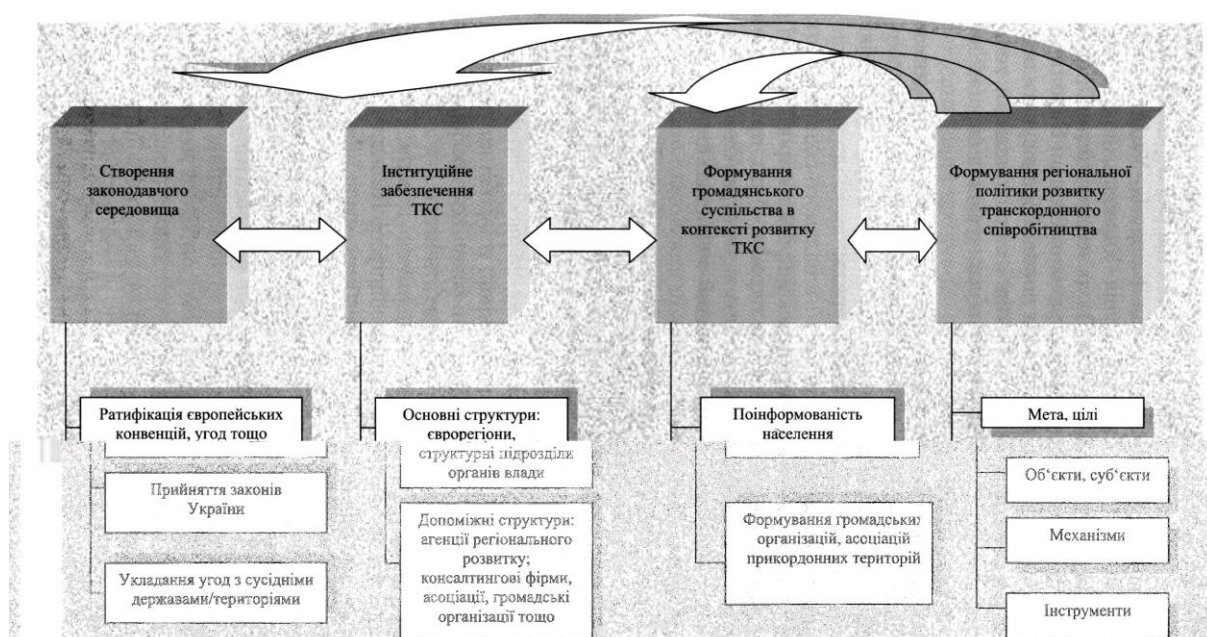 Створення
законодавчого
середовища
Інституційне
забезпечення
ТКС
Формування
громадянського
суспільства в
контексті розвитку
ТКС
Формування регіональної
політики розвитку
транскордонного
співробітництва
Ратифікація європейських
конвенцій, угод тощо
Прийняття законів
України
Укладання угод з сусідніми
державами/територіями
Основні структури:
єврорегіони,
структурні підрозділи
органів влади
Допоміжні структури:
агенції регіонального
розвитку;
консалтингові фірми,
асоціації, громадські
організації тощо
Поінформованість
населення
Формування громадських
організацій, асоціацій
прикордонних територій
Мета, цілі
Об‘єкти, суб‘єкти
Механізми
Інструменти